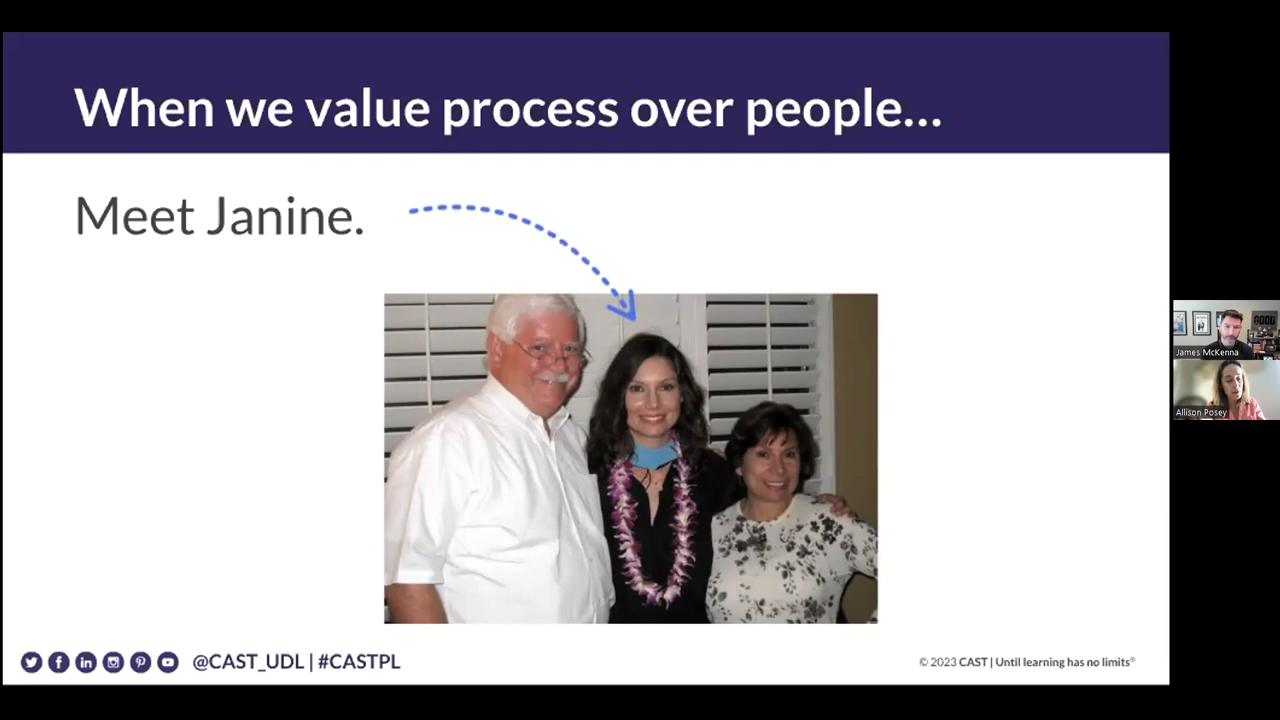 When we value process over people...
Meet Janine.
James McKenna
Allison Posey
@CAST_UDL | #CASTPL
© 2023 CAST | Until learning has no limits®